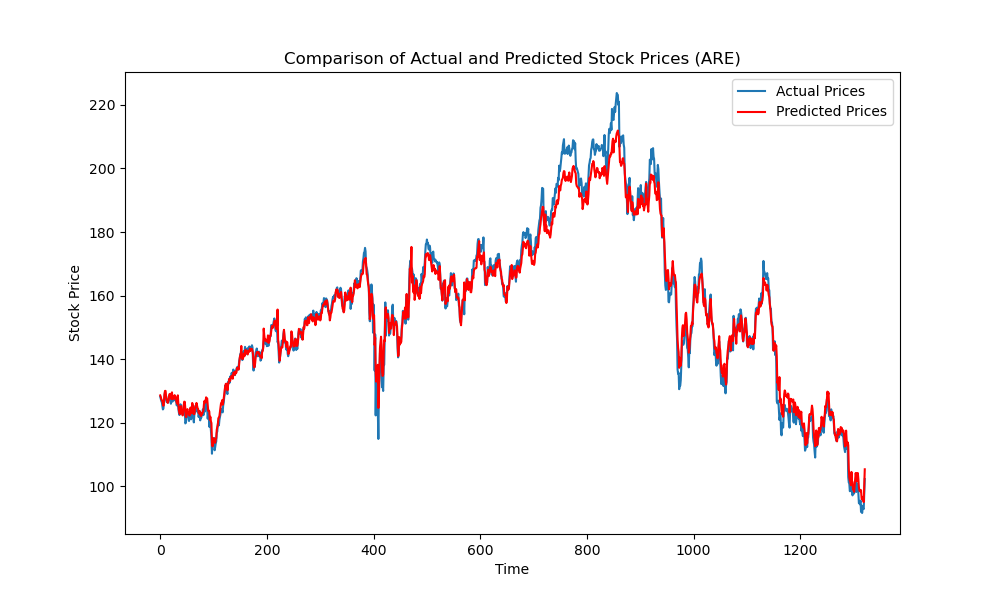 Comparison of Actual and Predicted Stock Prices (ARE)
Actual Prices
Predicted Prices
Stock Price
220
200
180
160
140
120
100
0 200 400 600 800 1000 1200
Time